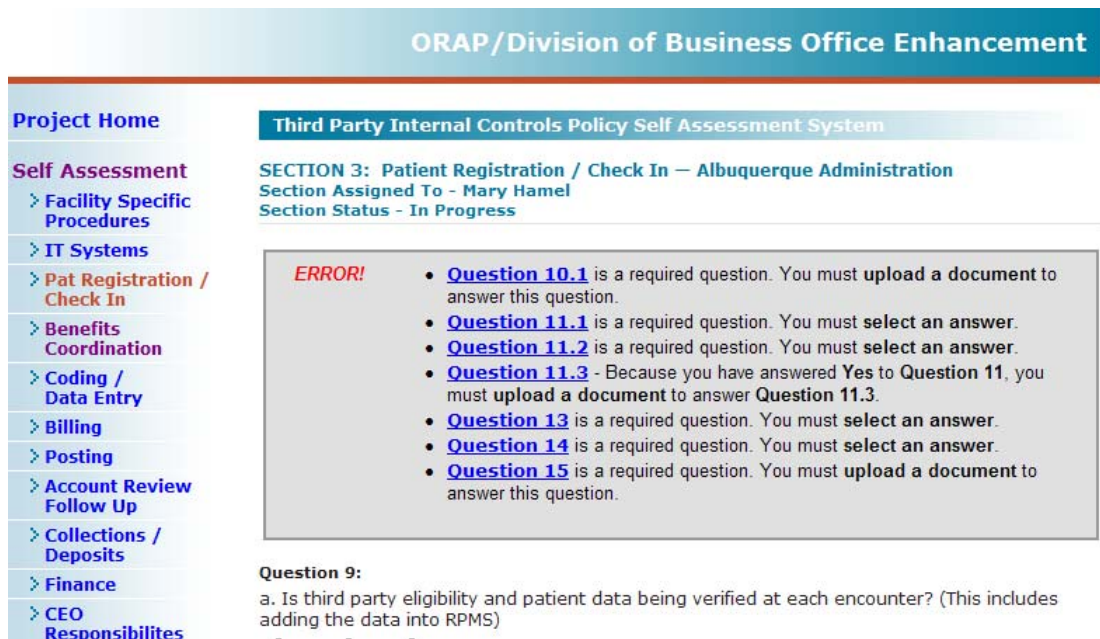 ORAP/Division of Business Office Enhancement
Project Home
Self Assessment
Facility Specific
Procedures
IT Systems
Pat Registration /
Check In
Benefits
Coordination
Coding /
Data Entry
Billing
Posting
Account Review
Follow Up
Collections /
Deposits
Finance
CEO
Responsibilites
Third Party Internal Controls Policy Self Assessment System
SECTION 3: Patient Registration / Check In — Albuquerque Administration
Section Assigned To - Mary Hamel
Section Status - In Progress
ERROR!
• Question 10.1 is a required question. You must upload a document to
answer this question.
• Question 11.1 is a required question. You must select an answer.
• Question 11.2 is a required question. You must select an answer.
• Question 11.3 - Because you have answered Yes to Question 11, you
must upload a document to answer Question 11.3.
• Question 13 is a required question. You must select an answer.
• Question 14 is a required question. You must select an answer.
• Question 15 is a required question. You must upload a document to
answer this question.
Question 9:
a. Is third party eligibility and patient data being verified at each encounter? (This includes
adding the data into RPMS)